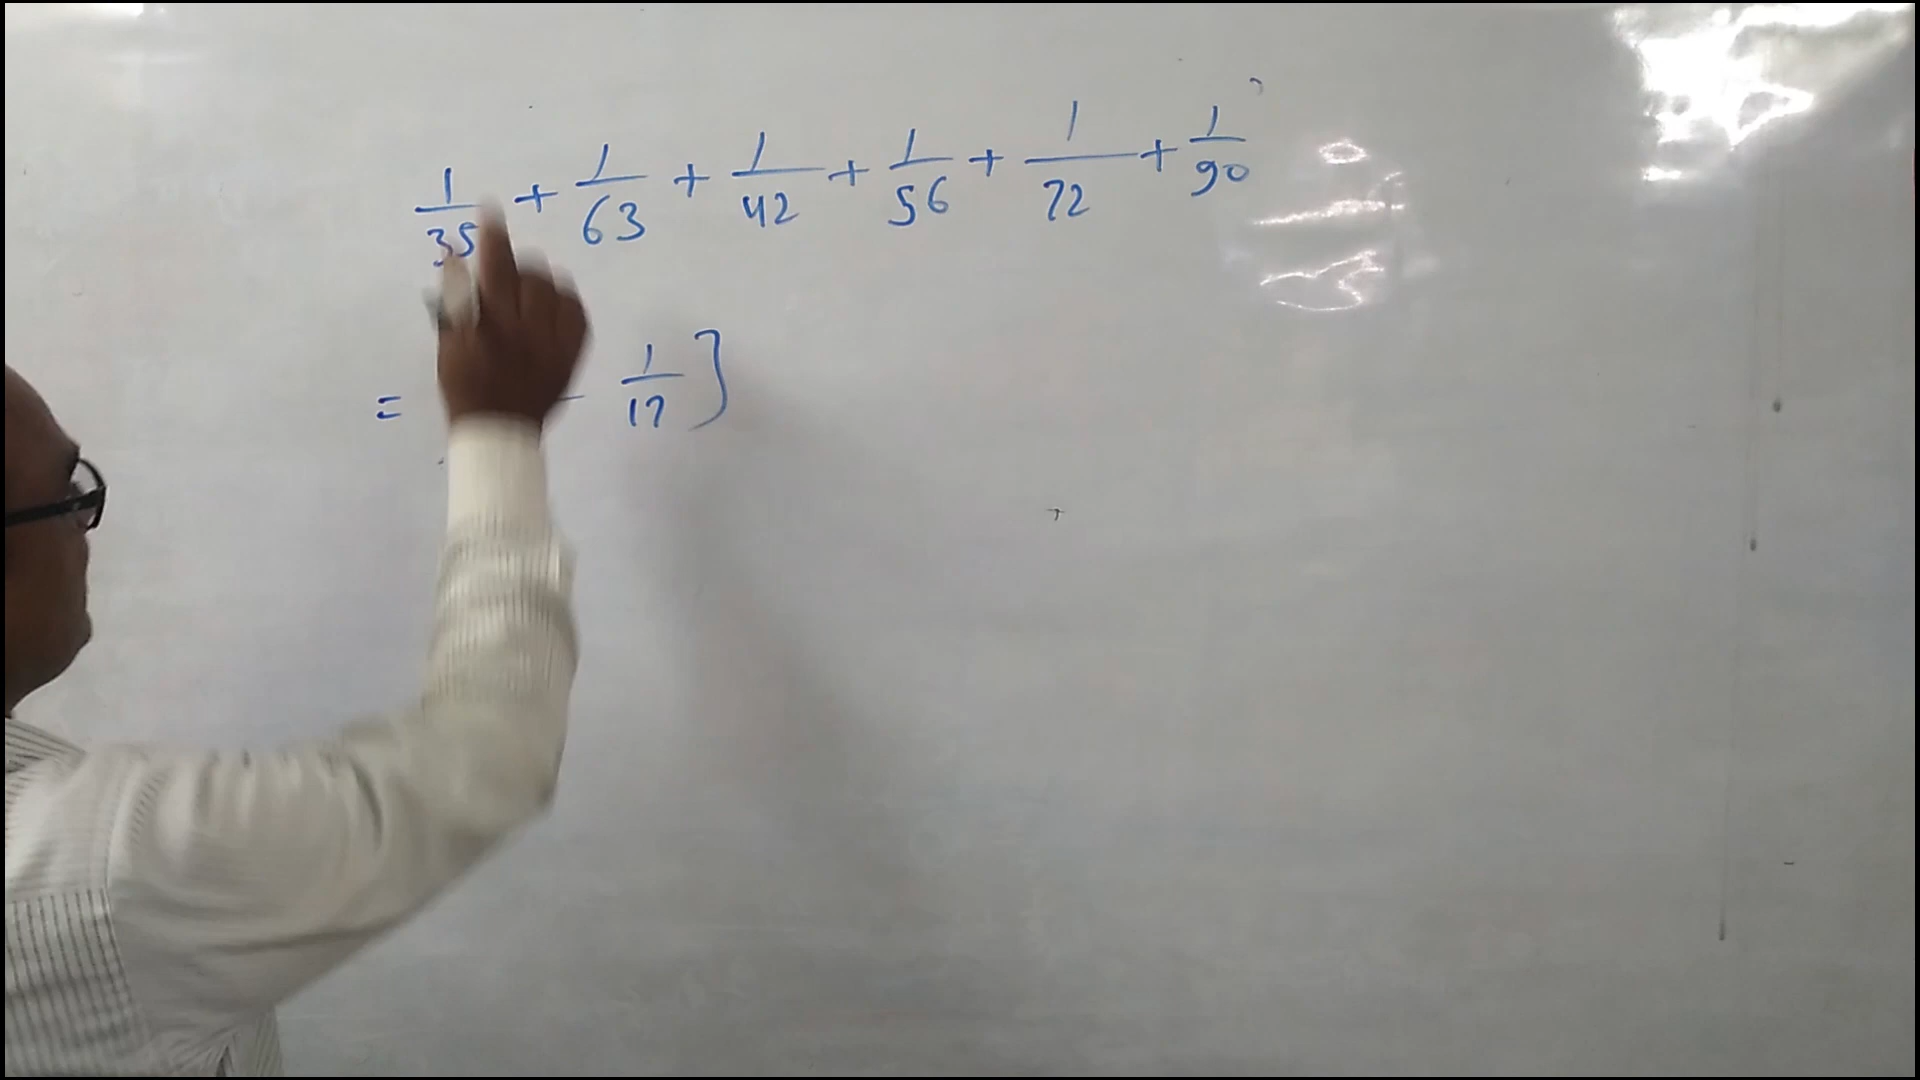 1/35 + 1/63 + 1/42 + 1/56 + 1/72 + 1/90
= - 1/17 ]